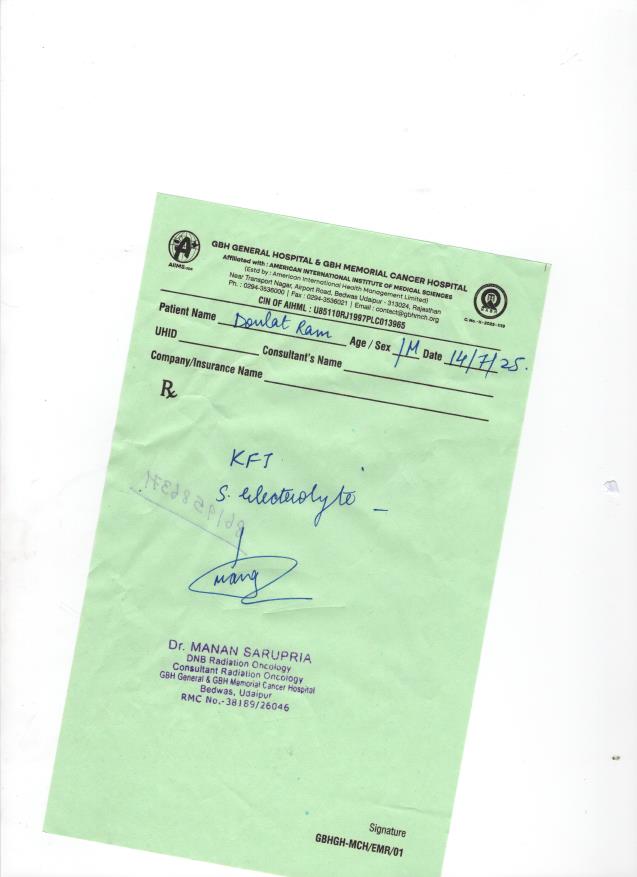 GBH GENERAL HOSPITAL & GBH MEMORIAL CANCER HOSPITAL
Affiliated with : AMERICAN INTERNATIONAL INSTITUTE OF MEDICAL SCIENCES
(Estd by : American International Health Management Limited)
Near Transport Nagar, Airport Road, Bedwas Udaipur - 313024, Rajasthan
Ph. : 0294-3536000 | Fax : 0294-3536021 | Email : contact@gbhmch.org
CIN OF AIHML : U85110RJ1997PLC013965
Patient Name Doulat Ram Age / Sex /M Date 14/7/25.
UHID Consultant's Name
Company/Insurance Name
℞
KFT
S. electerolyte
Dr. MANAN SARUPRIA
DNB Radiation Oncology
Consultant Radiation Oncology
GBH General & GBH Memorial Cancer Hospital
Bedwas, Udaipur
RMC No.-38189/26046
Signature
GBHGH-MCH/EMR/01